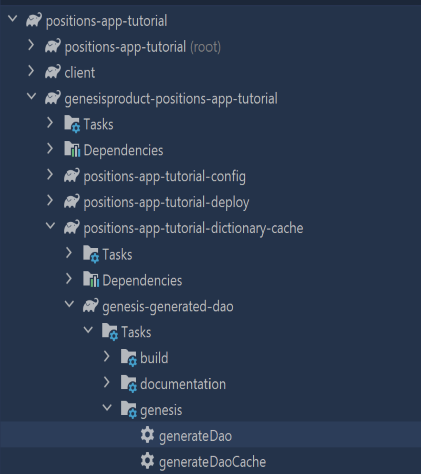 positions-app-tutorial
positions-app-tutorial (root)
client
genesisproduct-positions-app-tutorial
Tasks
Dependencies
positions-app-tutorial-config
positions-app-tutorial-deploy
positions-app-tutorial-dictionary-cache
Tasks
Dependencies
genesis-generated-dao
Tasks
build
documentation
genesis
generateDao
generateDaoCache